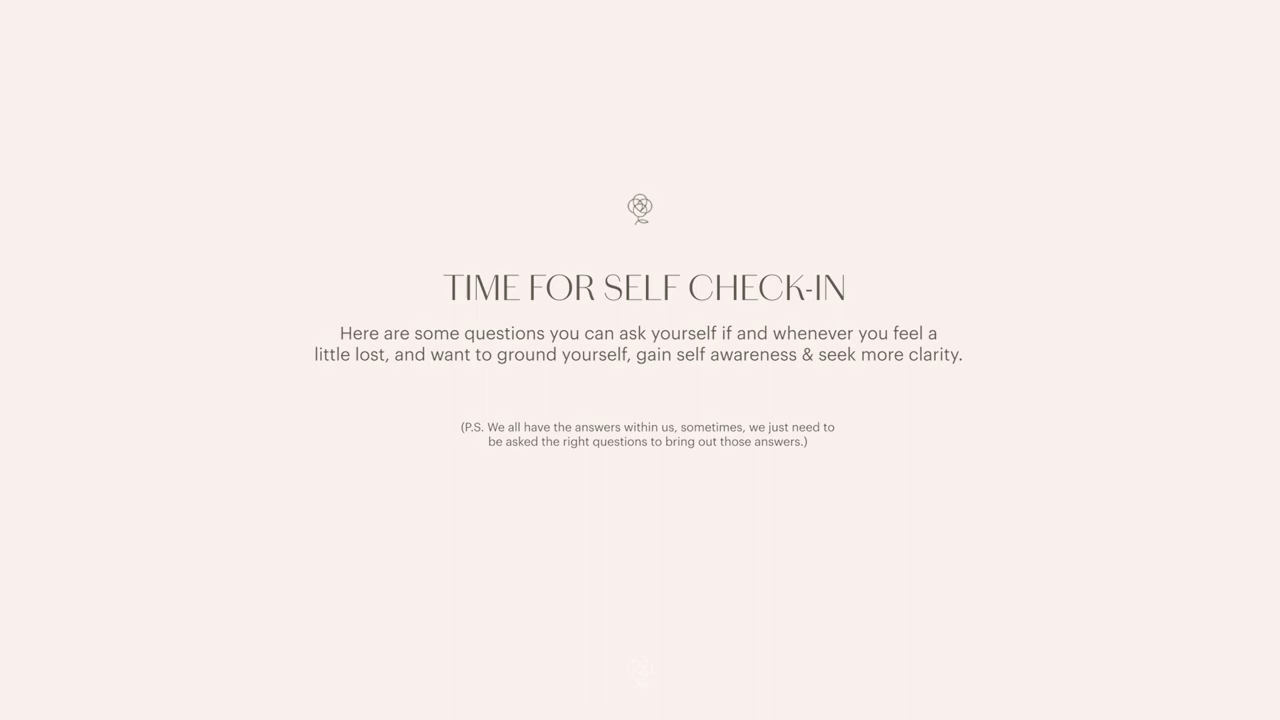 TIME FOR SELF CHECK-IN
Here are some questions you can ask yourself if and whenever you feel a
little lost, and want to ground yourself, gain self awareness & seek more clarity.
(P.S. We all have the answers within us, sometimes, we just need to
be asked the right questions to bring out those answers.)